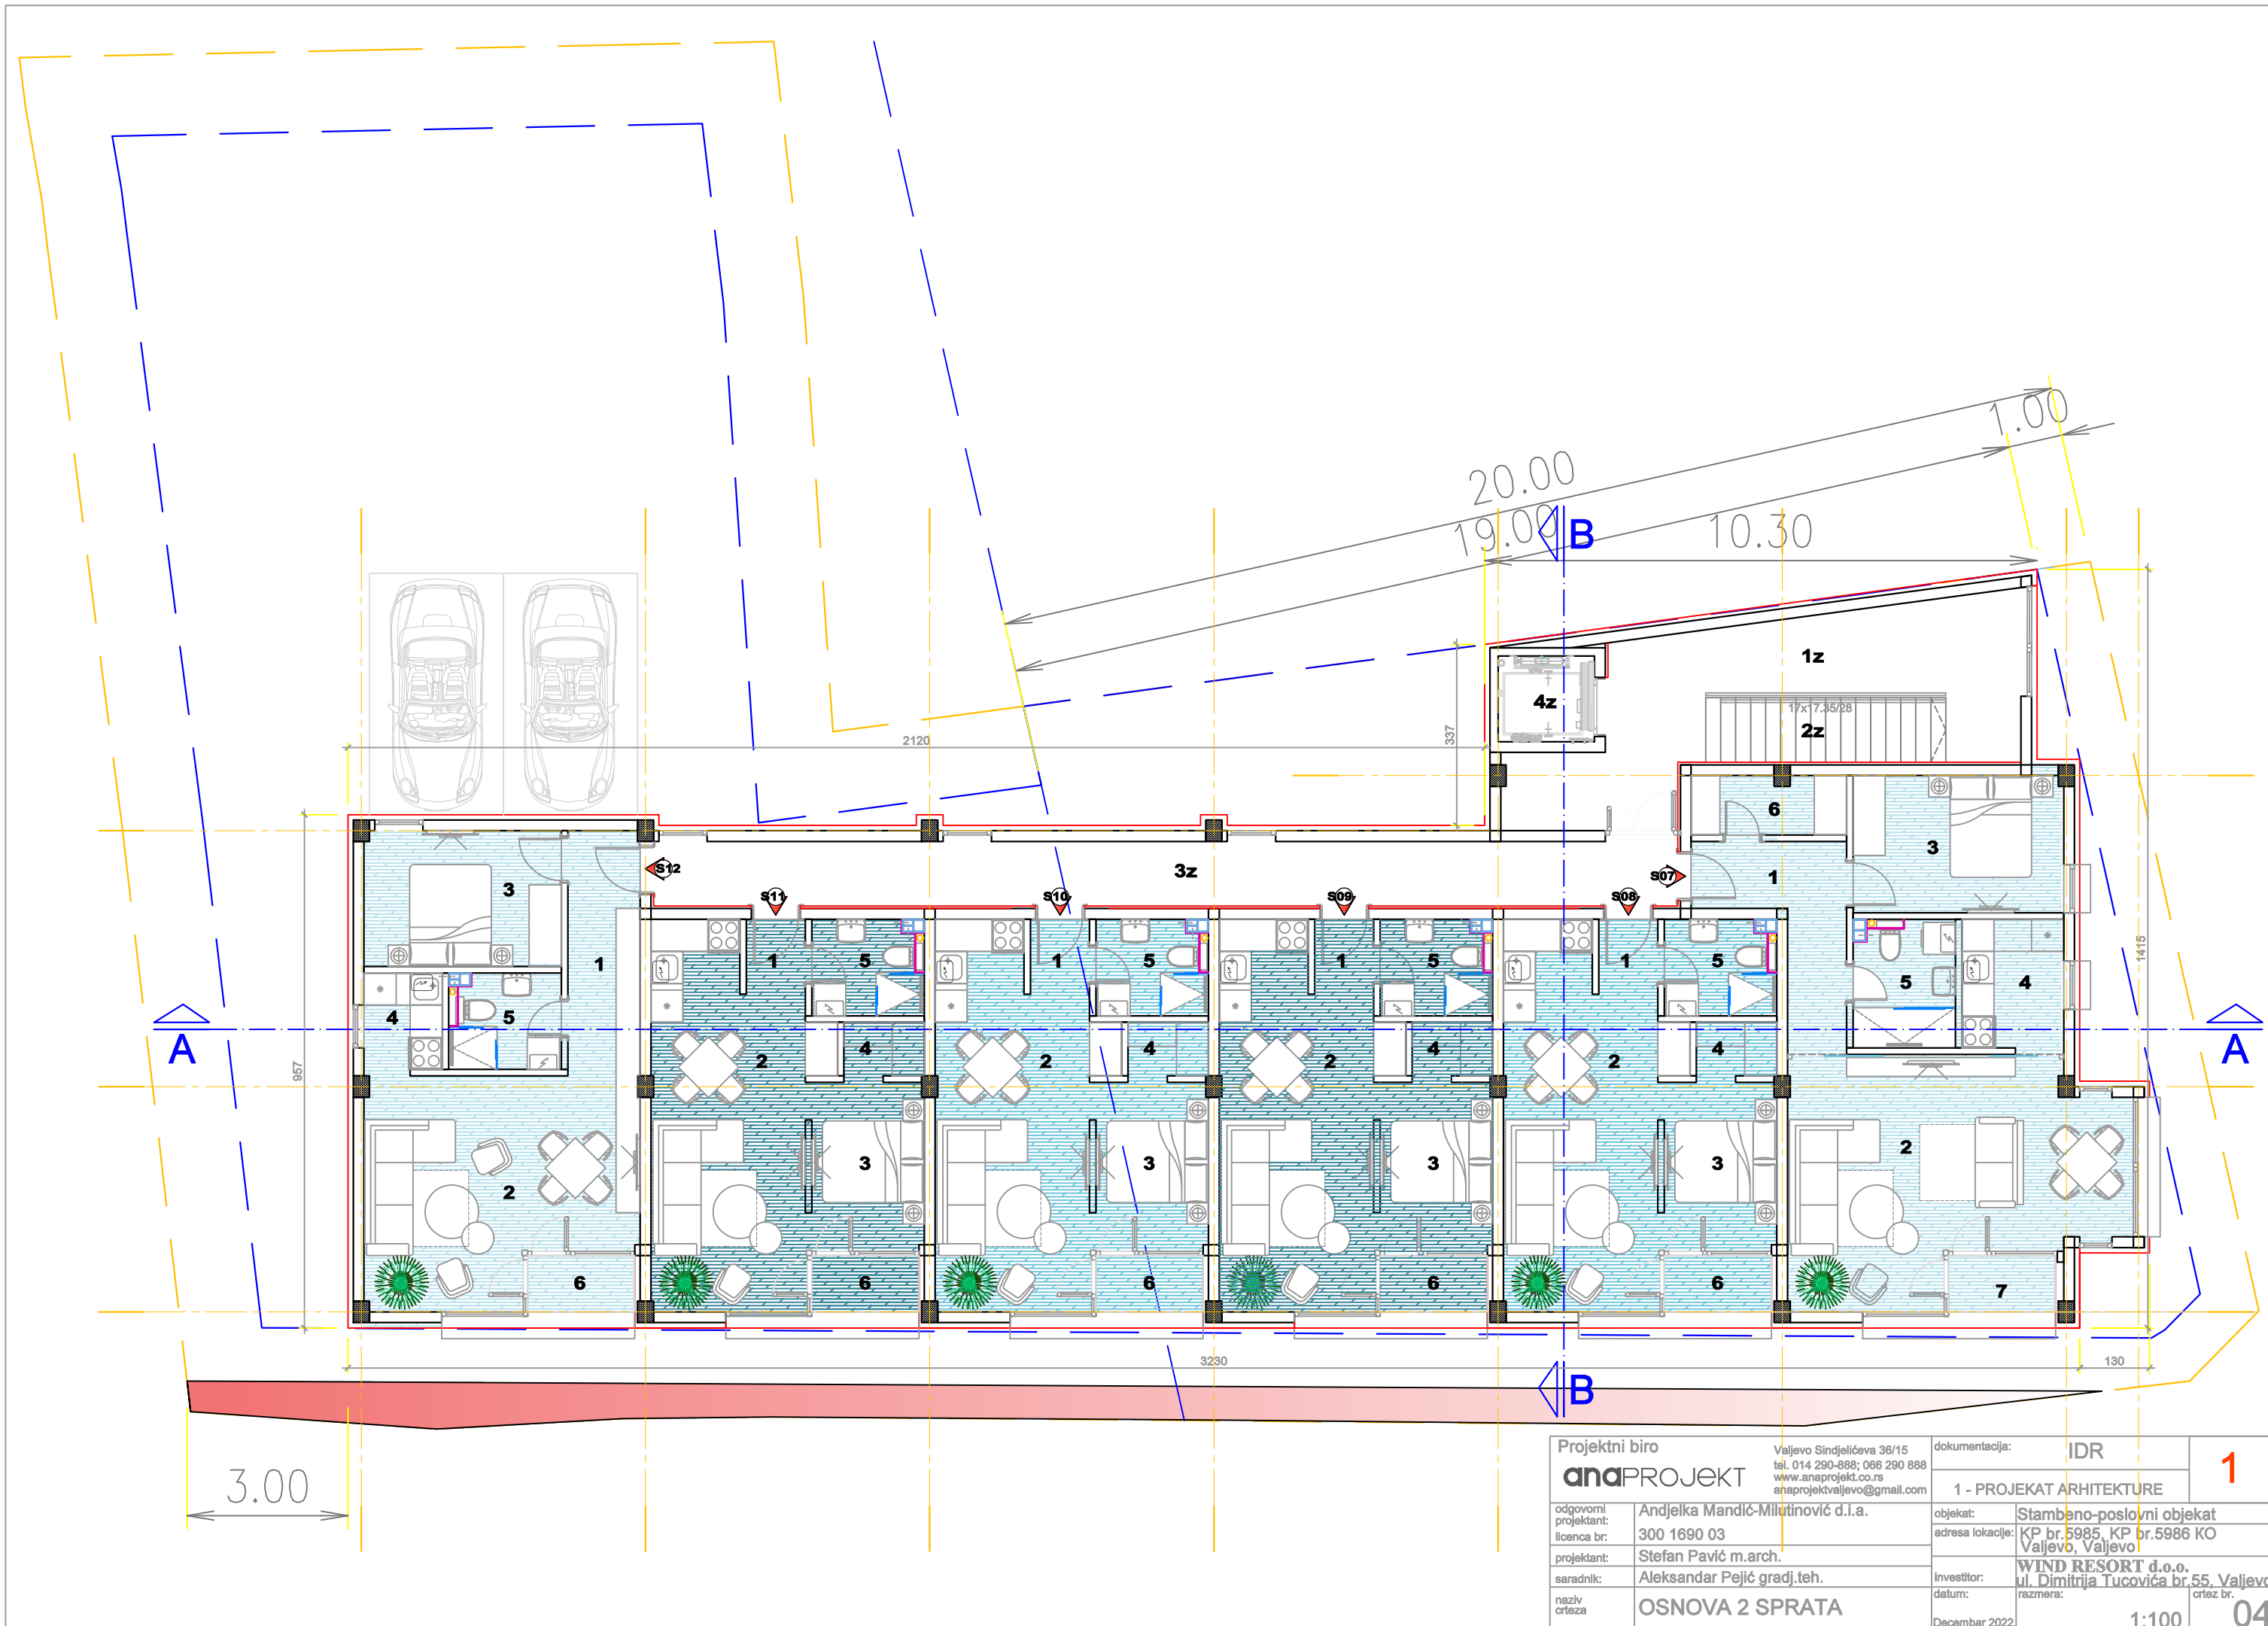 1.00
20.00
19.00
B
10.30
1z
4z
17x17.35/28
2z
2120
337
6
3
3z
S12
S07
1
3
1
S11
S10
S09
S08
1
5
1
5
1
5
1
5
5
4
1415
4
5
A
A
957
2
4
2
4
2
4
2
4
2
3
3
3
3
2
6
6
6
6
6
7
3230
130
B
3.00
Projektni biro
anaPROJEKT
Valjevo Sindjelićeva 36/15
tel. 014 290-888; 066 290 888
www.anaprojekt.co.rs
anaprojektvaljevo@gmail.com
dokumentacija:
IDR
1
1 - PROJEKAT ARHITEKTURE
odgovorni
projektant:
Andjelka Mandić-Milutinović d.i.a.
objekat:
Stambeno-poslovni objekat
licenca br:
300 1690 03
adresa lokacije:
KP br.5985, KP br.5986 KO
Valjevo, Valjevo
projektant:
Stefan Pavić m.arch.
saradnik:
Aleksandar Pejić gradj.teh.
investitor:
WIND RESORT d.o.o.
ul. Dimitrija Tucovića br.55, Valjevo
naziv
crteza
OSNOVA 2 SPRATA
datum:
Decembar 2022
razmera:
1:100
crtez br.
04